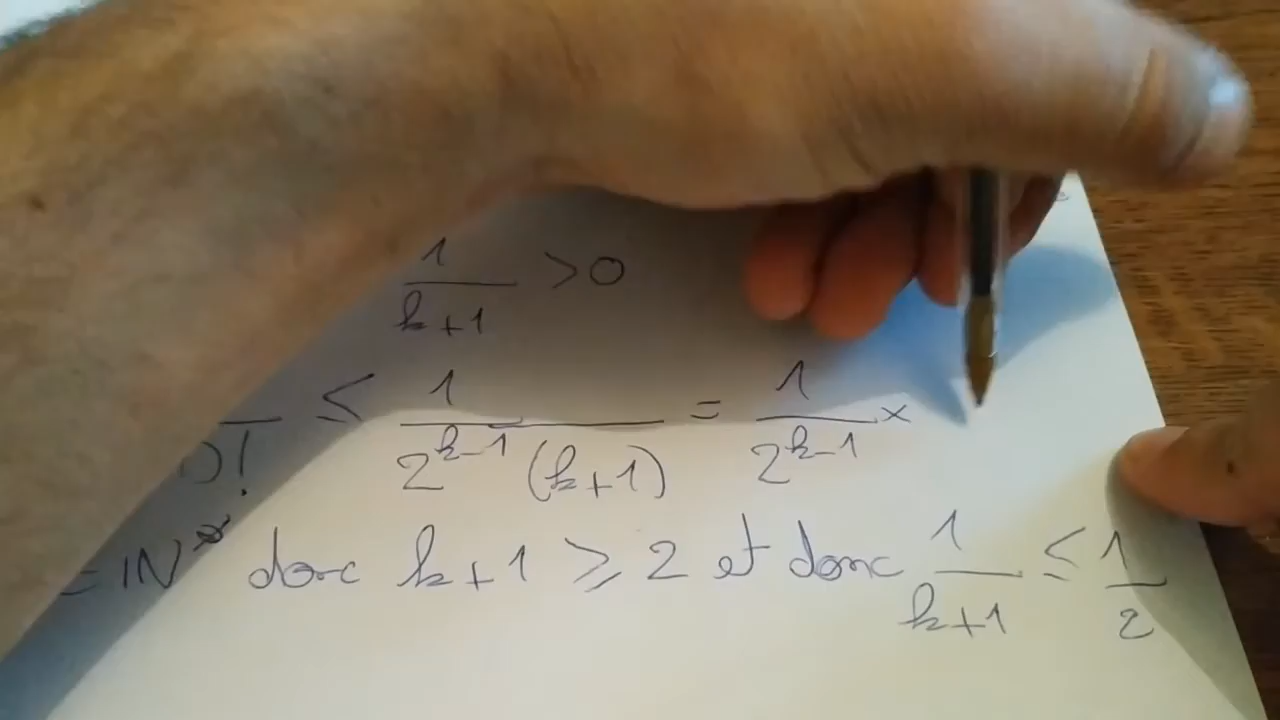 1/(k+1) > 0
)! ≤ 1/(2^(k-1) (k+1)) = 1/2^(k-1) ×
∈ IN* donc k+1 ≥ 2 et donc 1/(k+1) ≤ 1/2